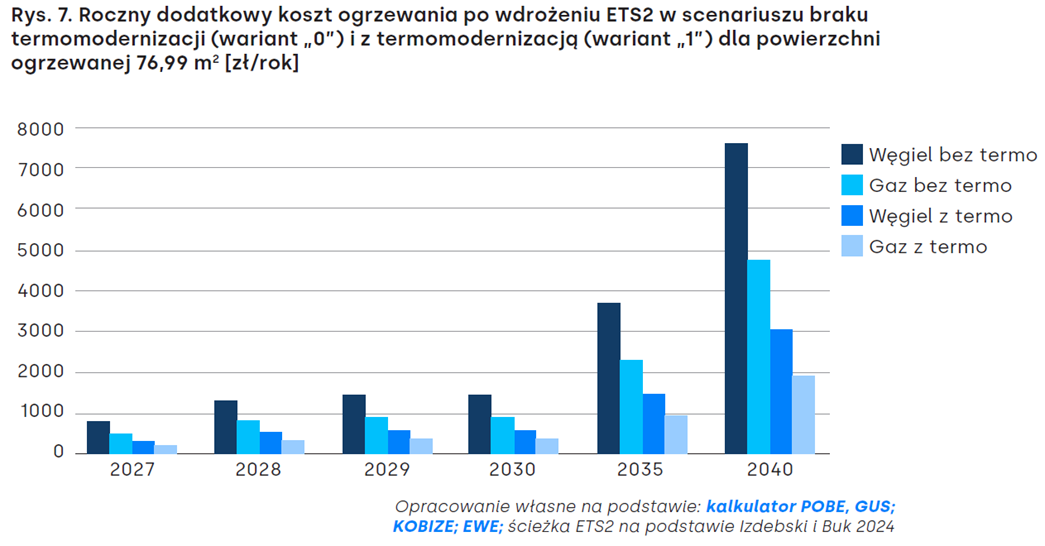 Rys. 7. Roczny dodatkowy koszt ogrzewania po wdrożeniu ETS2 w scenariuszu braku
termomodernizacji (wariant „0”) i z termomodernizacją (wariant „1”) dla powierzchni
ogrzewanej 76,99 m² [zł/rok]
8000
7000
6000
5000
4000
3000
2000
1000
0
2027 2028 2029 2030 2035 2040
Węgiel bez termo
Gaz bez termo
Węgiel z termo
Gaz z termo
Opracowanie własne na podstawie: kalkulator POBE, GUS;
KOBIZE; EWE; ścieżka ETS2 na podstawie Izdebski i Buk 2024